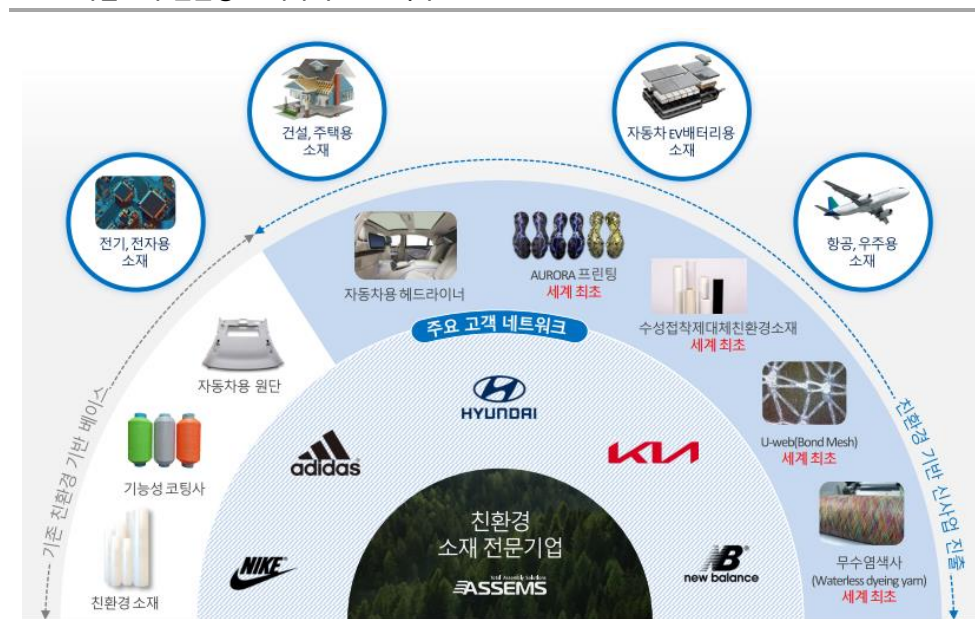 건설, 주택용
소재
자동차 EV배터리용
소재
전기, 전자용
소재
항공, 우주용
소재
자동차용 헤드라이너
AURORA 프린팅
세계 최초
수성접착제대체친환경소재
세계 최초
주요 고객 네트워크
자동차용 원단
HYUNDAI
U-web(Bond Mesh)
세계 최초
adidas
KIA
기능성 코팅사
기존 친환경 기반 베이스
친환경 기반 신사업 진출
친환경
소재 전문기업
ASSEMS
NIKE
NB
new balance
무수염색사
(Waterless dyeing yarn)
세계 최초
친환경 소재